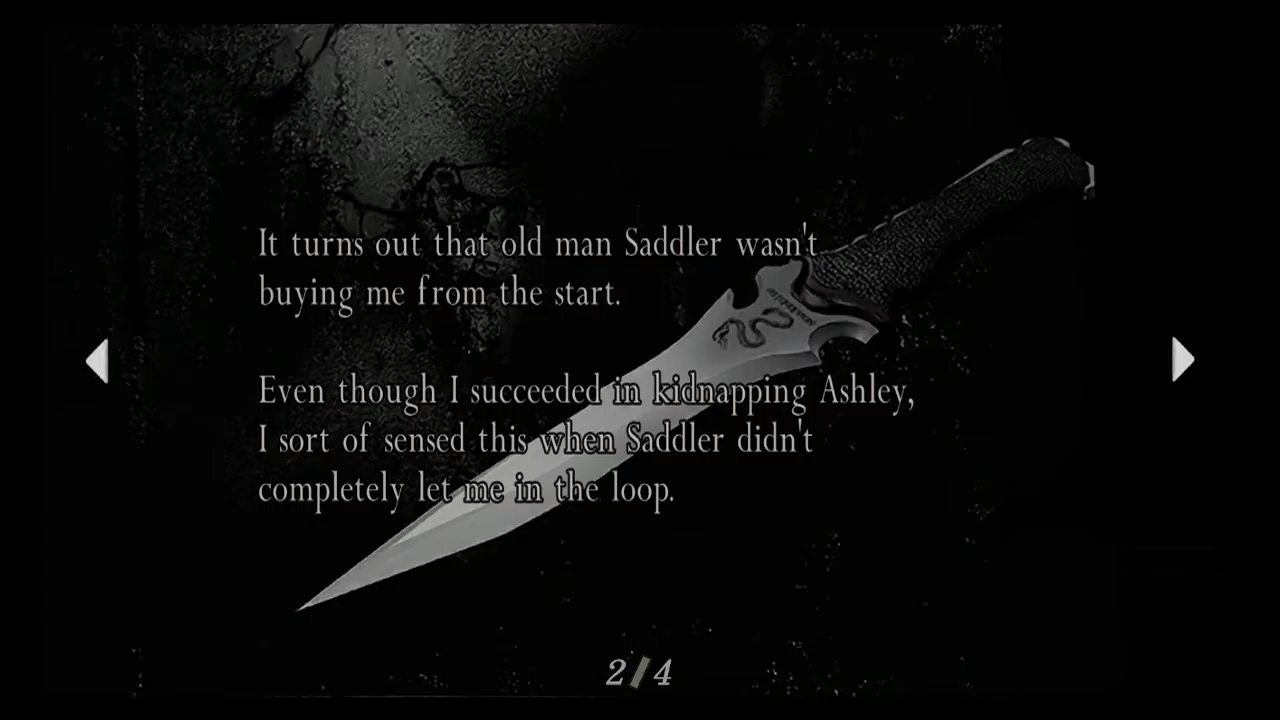 It turns out that old man Saddler wasn't
buying me from the start.
Even though I succeeded in kidnapping Ashley,
I sort of sensed this when Saddler didn't
completely let me in the loop.
2/4